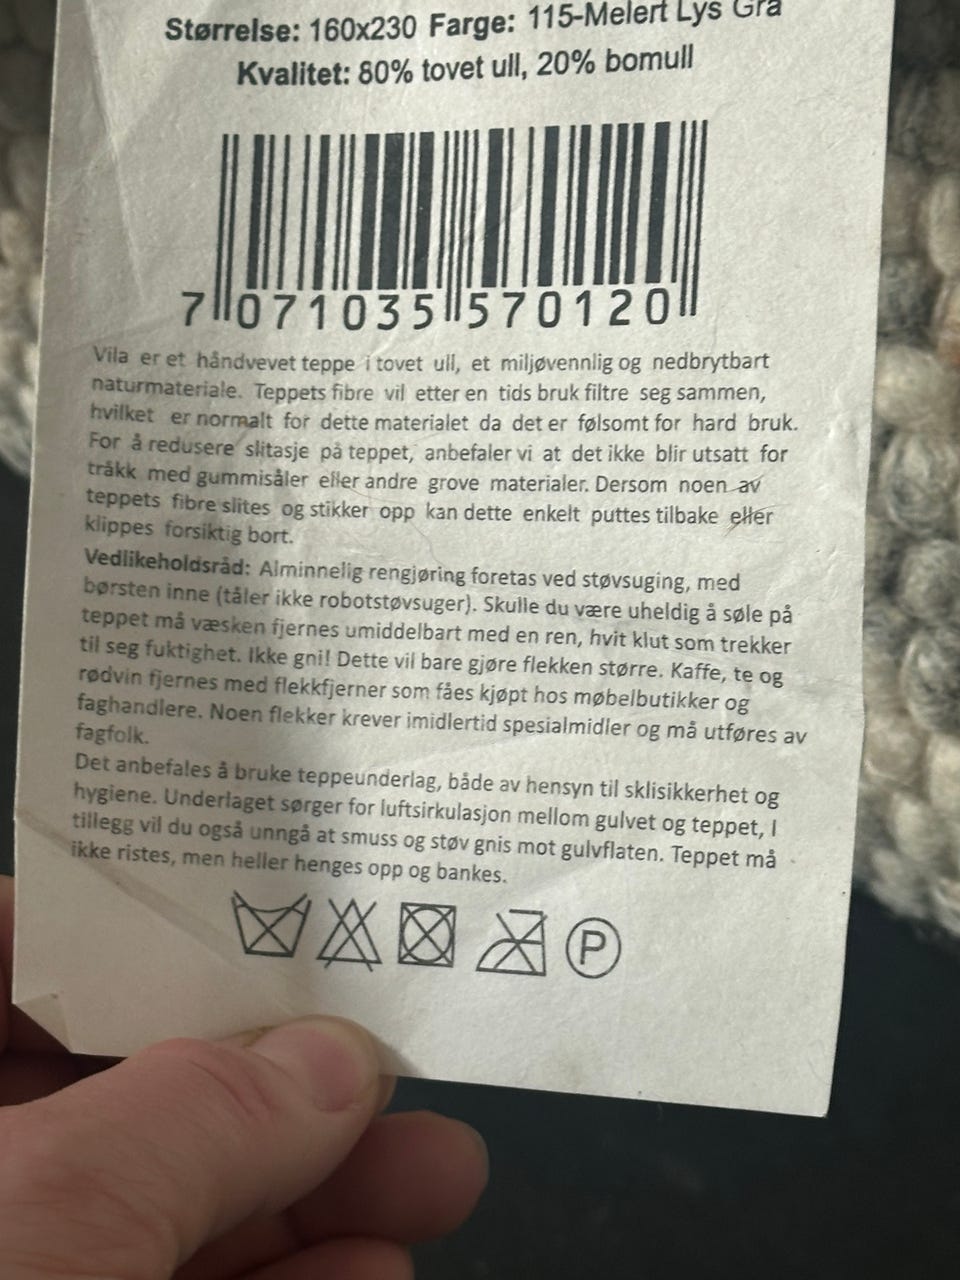 Størrelse: 160x230 Farge: 115-Melert Lys Grå
Kvalitet: 80% tovet ull, 20% bomull
7 071035 570120
Vila er et håndvevet teppe i tovet ull, et miljøvennlig og nedbrytbart
naturmateriale. Teppets fibre vil etter en tids bruk filtre seg sammen,
hvilket er normalt for dette materialet da det er følsomt for hard bruk.
For å redusere slitasje på teppet, anbefaler vi at det ikke blir utsatt for
tråkk med gummisåler eller andre grove materialer. Dersom noen av
teppets fibre slites og stikker opp kan dette enkelt puttes tilbake eller
klippes forsiktig bort.
Vedlikeholdsråd: Alminnelig rengjøring foretas ved støvsuging, med
børsten inne (tåler ikke robotstøvsuger). Skulle du være uheldig å søle på
teppet må væsken fjernes umiddelbart med en ren, hvit klut som trekker
til seg fuktighet. Ikke gni! Dette vil bare gjøre flekken større. Kaffe, te og
rødvin fjernes med flekkfjerner som fåes kjøpt hos møbelbutikker og
faghandlere. Noen flekker krever imidlertid spesialmidler og må utføres av
fagfolk.
Det anbefales å bruke teppeunderlag, både av hensyn til sklisikkerhet og
hygiene. Underlaget sørger for luftsirkulasjon mellom gulvet og teppet, I
tillegg vil du også unngå at smuss og støv gnis mot gulvflaten. Teppet må
ikke ristes, men heller henges opp og bankes.
P